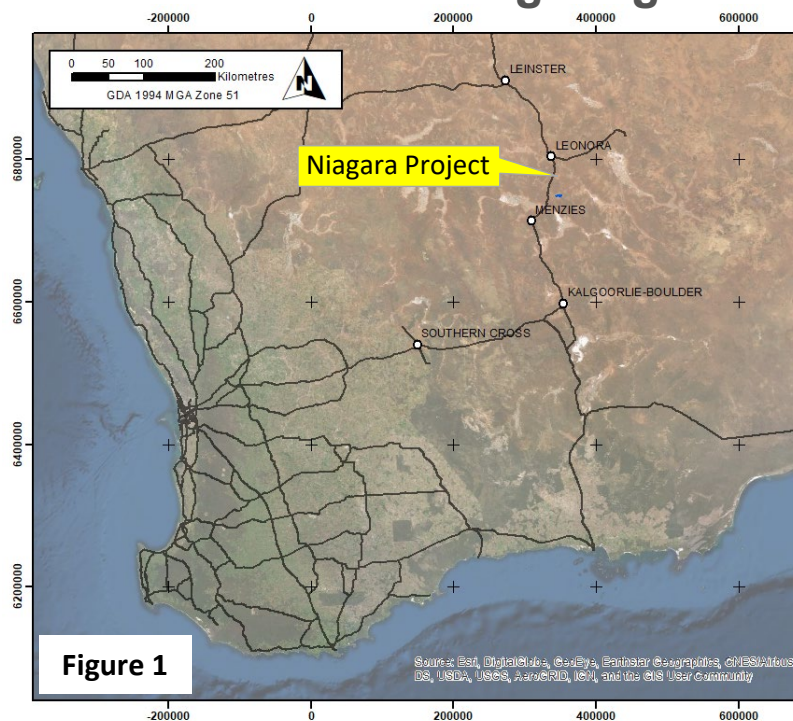 -200000 0 200000 400000 600000
0 50 100 200
Kilometres
GDA 1994 MGA Zone 51
N
LEINSTER
6800000
LEONORA
Niagara Project
MENZIES
6600000
KALGOORLIE-BOULDER
SOUTHERN CROSS
6400000
6200000
Figure 1
Source: Esri, DigitalGlobe, GeoEye, Earthstar Geographics, CNES/Airbus
DS, USDA, USGS, AeroGRID, IGN, and the GIS User Community
-200000 0 200000 400000 600000